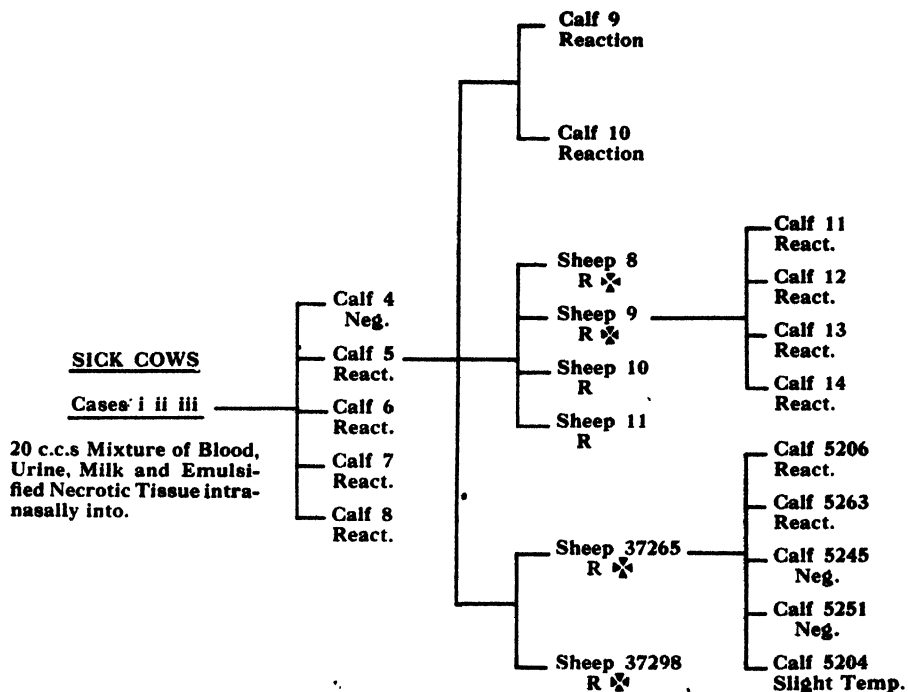 SICK COWS
Cases i ii iii
20 c.c.s Mixture of Blood,
Urine, Milk and Emulsi-
fied Necrotic Tissue intra-
nasally into.
Calf 4
Neg.
Calf 5
React.
Calf 6
React.
Calf 7
React.
Calf 8
React.
Calf 9
Reaction
Calf 10
Reaction
Sheep 8
R ✠
Sheep 9
R ✠
Sheep 10
R
Sheep 11
R
Sheep 37265
R ✠
Sheep 37298
R ✠
Calf 11
React.
Calf 12
React.
Calf 13
React.
Calf 14
React.
Calf 5206
React.
Calf 5263
React.
Calf 5245
Neg.
Calf 5251
Neg.
Calf 5204
Slight Temp.